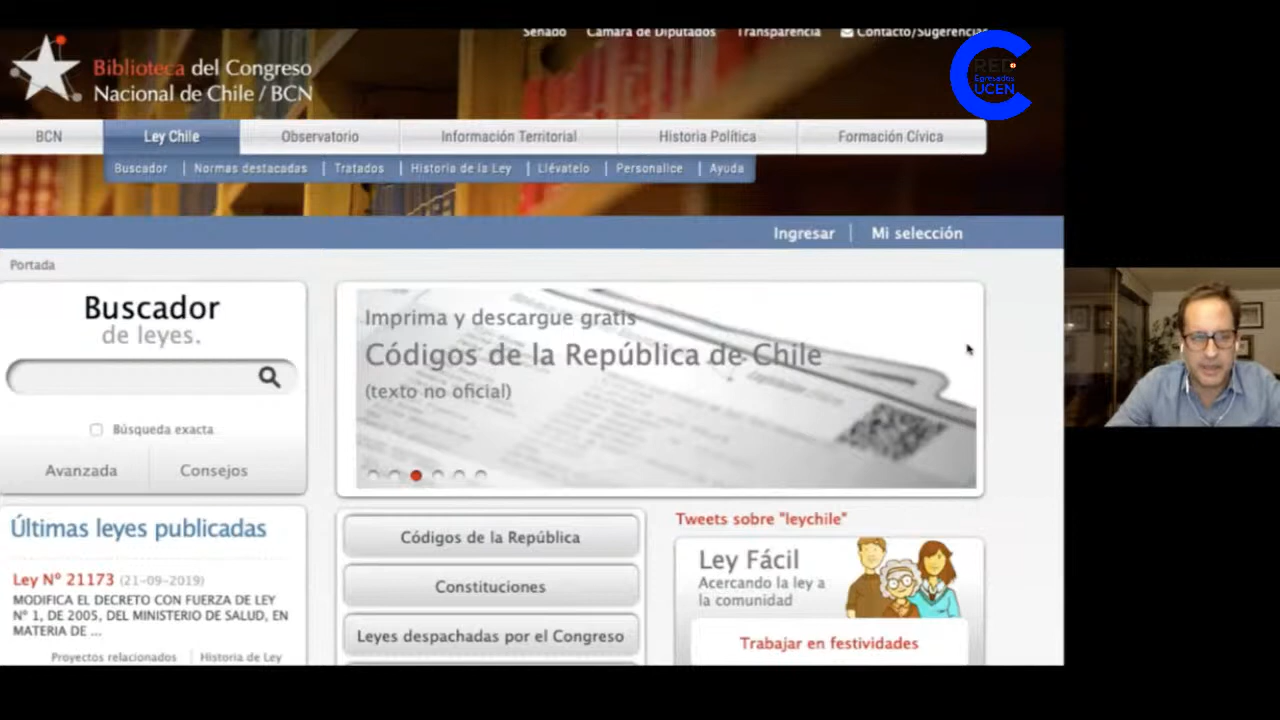 Senado Cámara de Diputados Transparencia Contacto/Sugerencias
RED
Egresados
UCEN
Biblioteca del Congreso
Nacional de Chile / BCN
BCN Ley Chile Observatorio Información Territorial Historia Política Formación Cívica
Buscador | Normas destacadas | Tratados | Historia de la Ley | Llévatelo | Personalice | Ayuda
Ingresar | Mi selección
Portada
Buscador
de leyes.
Búsqueda exacta
Avanzada Consejos
Imprima y descargue gratis
Códigos de la República de Chile
(texto no oficial)
Últimas leyes publicadas
Ley Nº 21173 (21-09-2019)
MODIFICA EL DECRETO CON FUERZA DE LEY
Nº 1, DE 2005, DEL MINISTERIO DE SALUD, EN
MATERIA DE ...
Proyectos relacionados | Historia de Ley
Códigos de la República
Constituciones
Leyes despachadas por el Congreso
Tweets sobre "leychile"
Ley Fácil
Acercando la ley a
la comunidad
Trabajar en festividades